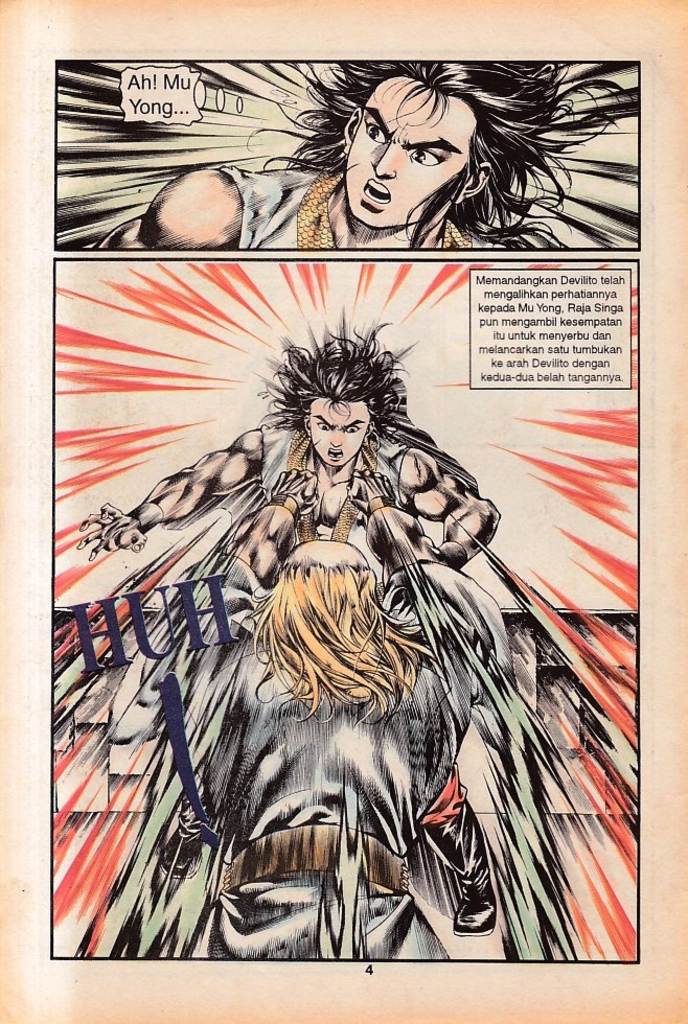 Ah! Mu
Yong...
Memandangkan Devilito telah
mengalihkan perhatiannya
kepada Mu Yong, Raja Singa
pun mengambil kesempatan
itu untuk menyerbu dan
melancarkan satu tumbukan
ke arah Devilito dengan
kedua-dua belah tangannya.
HUH
4